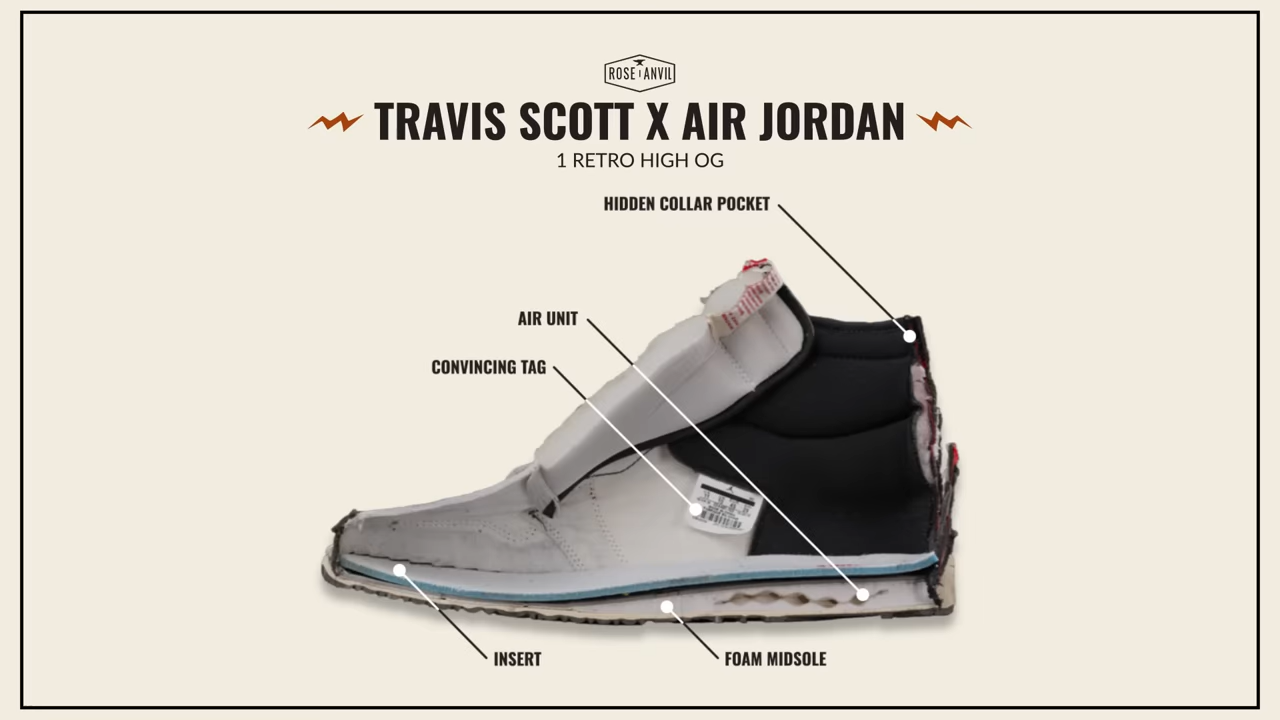 ROSE ANVIL
TRAVIS SCOTT X AIR JORDAN
1 RETRO HIGH OG
HIDDEN COLLAR POCKET
AIR UNIT
CONVINCING TAG
INSERT
FOAM MIDSOLE